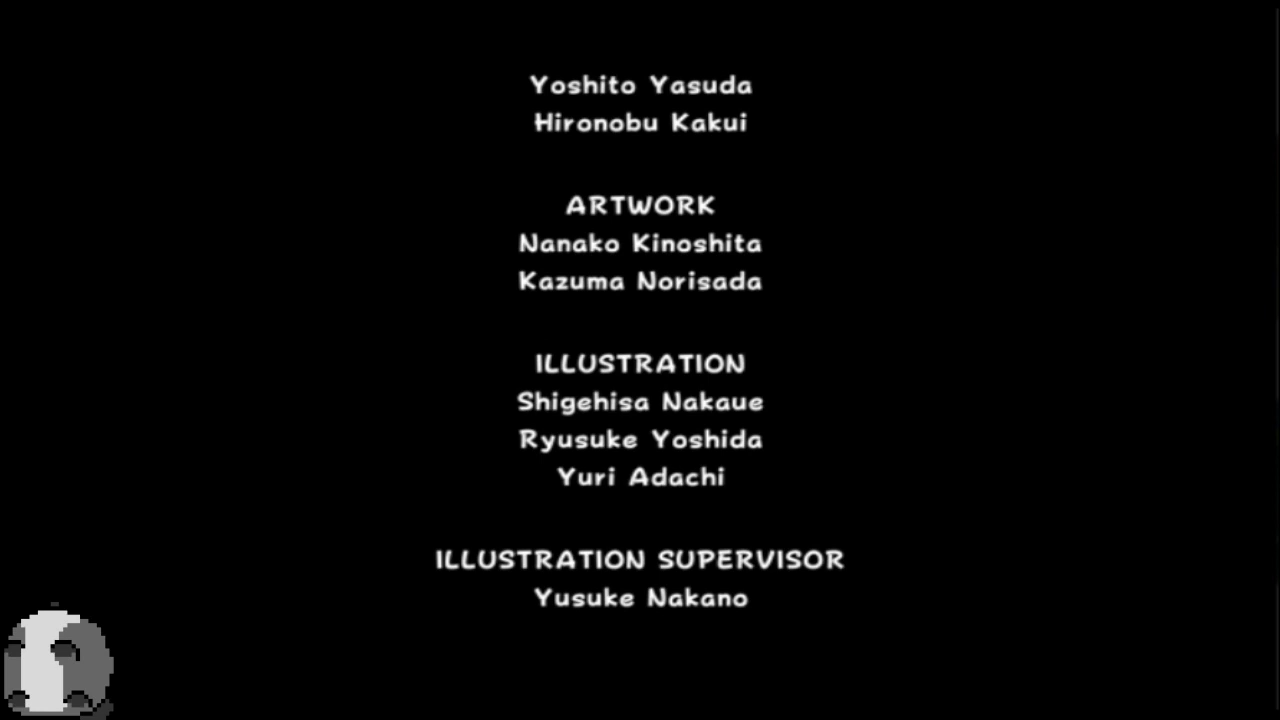 Yoshito Yasuda
Hironobu Kakui
ARTWORK
Nanako Kinoshita
Kazuma Norisada
ILLUSTRATION
Shigehisa Nakaue
Ryusuke Yoshida
Yuri Adachi
ILLUSTRATION SUPERVISOR
Yusuke Nakano